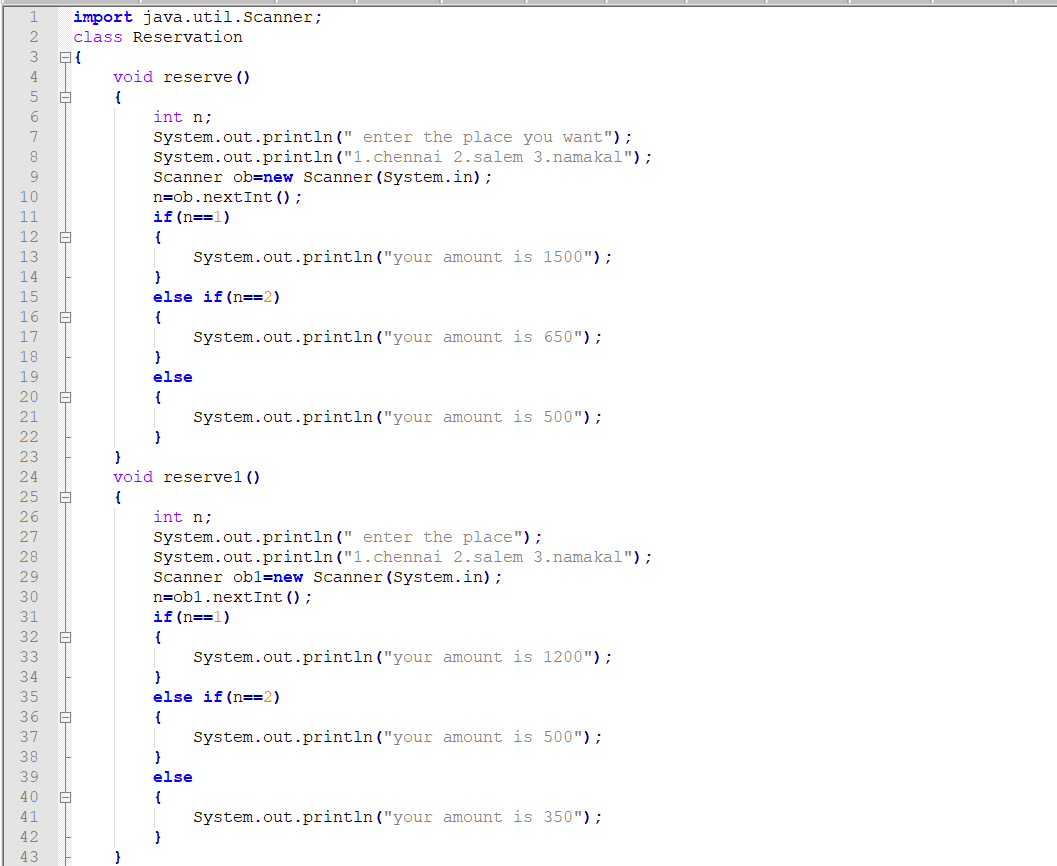 1 import java.util.Scanner;
2 class Reservation
3 {
4 void reserve()
5 {
6 int n;
7 System.out.println(" enter the place you want");
8 System.out.println("1.chennai 2.salem 3.namakal");
9 Scanner ob=new Scanner(System.in);
10 n=ob.nextInt();
11 if(n==1)
12 {
13 System.out.println("your amount is 1500");
14 }
15 else if(n==2)
16 {
17 System.out.println("your amount is 650");
18 }
19 else
20 {
21 System.out.println("your amount is 500");
22 }
23 }
24 void reserve1()
25 {
26 int n;
27 System.out.println(" enter the place");
28 System.out.println("1.chennai 2.salem 3.namakal");
29 Scanner ob1=new Scanner(System.in);
30 n=ob1.nextInt();
31 if(n==1)
32 {
33 System.out.println("your amount is 1200");
34 }
35 else if(n==2)
36 {
37 System.out.println("your amount is 500");
38 }
39 else
40 {
41 System.out.println("your amount is 350");
42 }
43 }